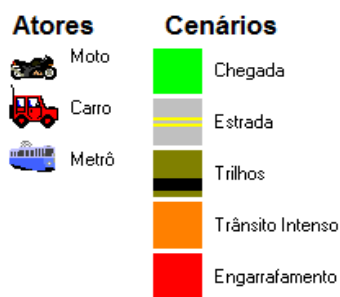 Atores
Moto
Carro
Metrô
Cenários
Chegada
Estrada
Trilhos
Trânsito Intenso
Engarrafamento